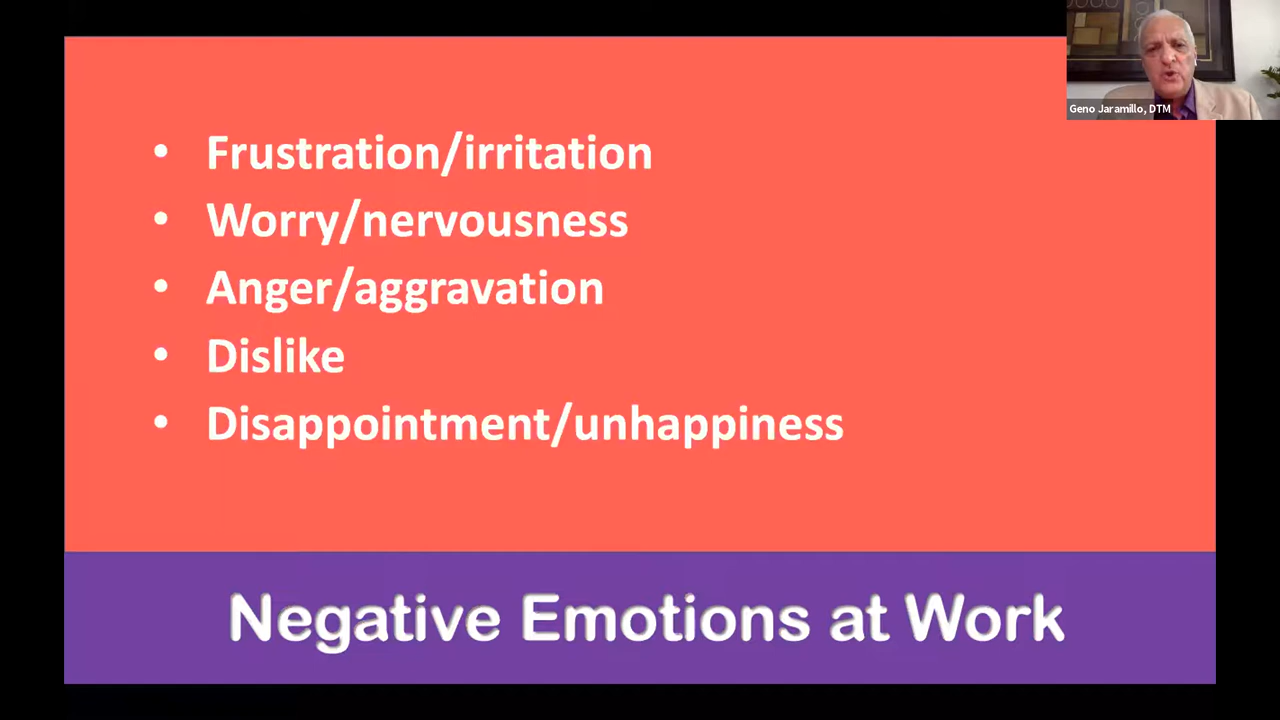 Geno Jaramillo, DTM
• Frustration/irritation
• Worry/nervousness
• Anger/aggravation
• Dislike
• Disappointment/unhappiness
Negative Emotions at Work